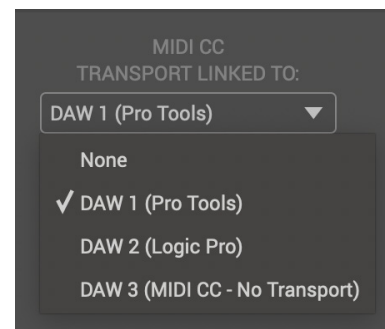 MIDI CC
TRANSPORT LINKED TO:
DAW 1 (Pro Tools)
None
DAW 1 (Pro Tools)
DAW 2 (Logic Pro)
DAW 3 (MIDI CC - No Transport)